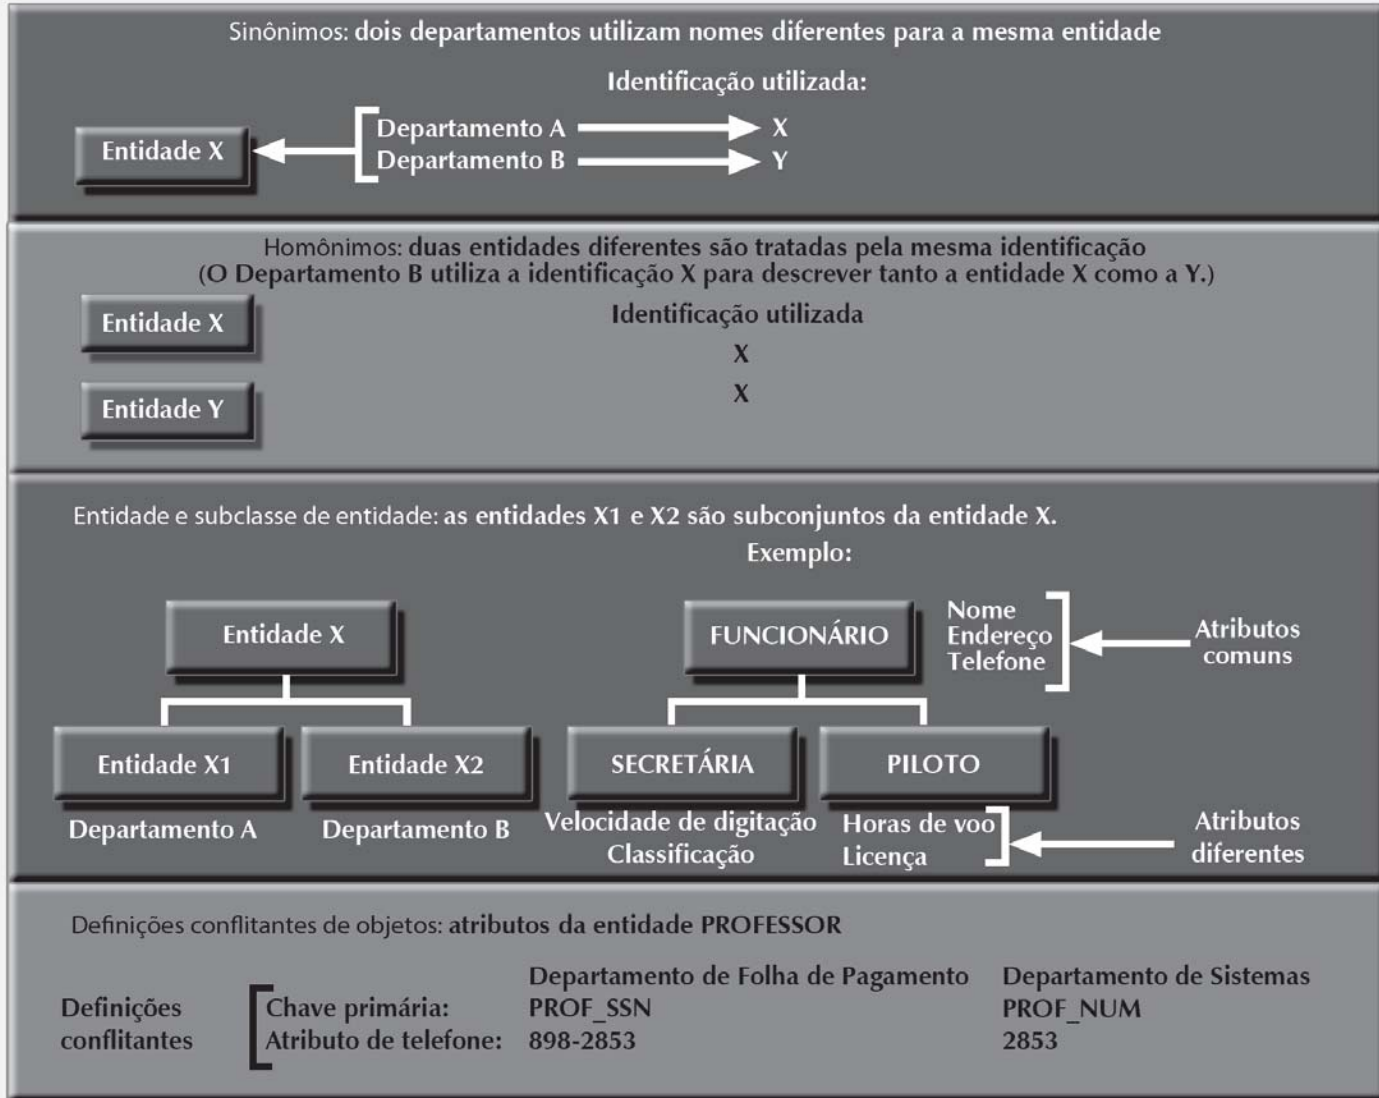 Sinônimos: dois departamentos utilizam nomes diferentes para a mesma entidade
Identificação utilizada:
Entidade X
Departamento A
X
Departamento B
Y
Homônimos: duas entidades diferentes são tratadas pela mesma identificação
(O Departamento B utiliza a identificação X para descrever tanto a entidade X como a Y.)
Entidade X
Identificação utilizada
X
Entidade Y
X
Entidade e subclasse de entidade: as entidades X1 e X2 são subconjuntos da entidade X.
Exemplo:
Entidade X
FUNCIONÁRIO
Nome
Endereço
Telefone
Atributos
comuns
Entidade X1
Entidade X2
SECRETÁRIA
PILOTO
Departamento A
Departamento B
Velocidade de digitação
Classificação
Horas de voo
Licença
Atributos
diferentes
Definições conflitantes de objetos: atributos da entidade PROFESSOR
Departamento de Folha de Pagamento
Departamento de Sistemas
Definições
conflitantes
Chave primária:
PROF_SSN
PROF_NUM
Atributo de telefone:
898-2853
2853